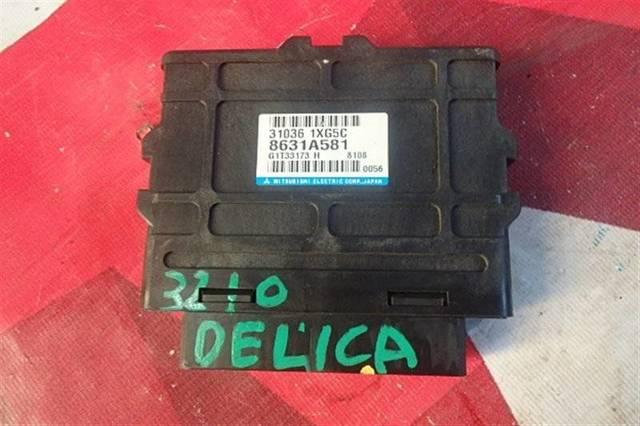 31036 1XG5C
8631A581
G1T33173 H 8108
0056
MITSUBISHI ELECTRIC CORP. JAPAN
3210
DELICA